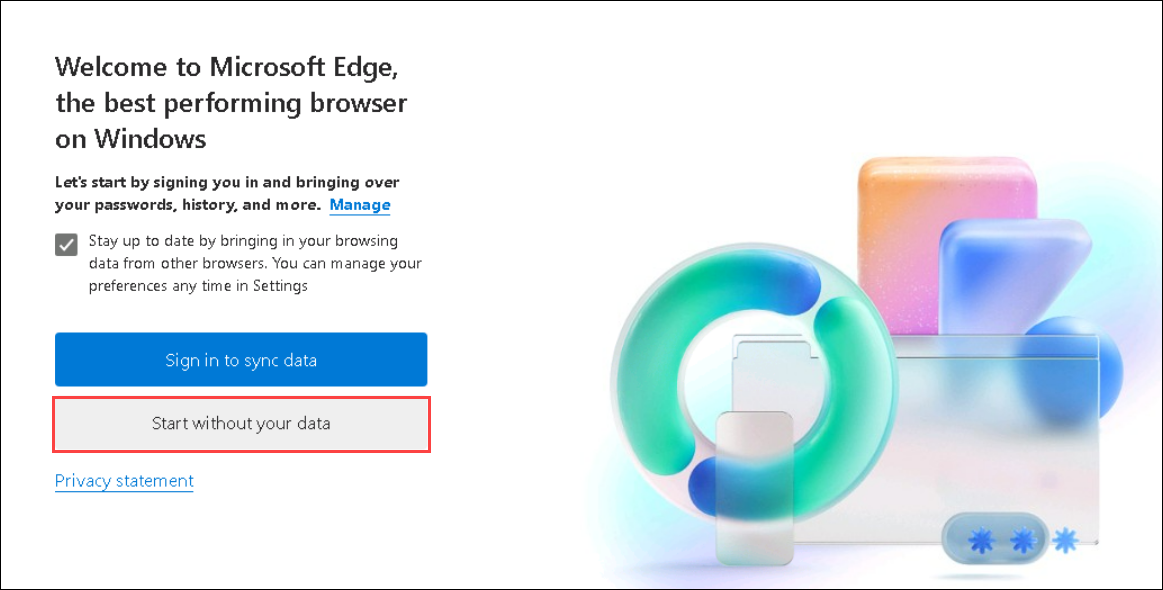 Welcome to Microsoft Edge,
the best performing browser
on Windows
Let's start by signing you in and bringing over
your passwords, history, and more. Manage
Stay up to date by bringing in your browsing
data from other browsers. You can manage your
preferences any time in Settings
Sign in to sync data
Start without your data
Privacy statement